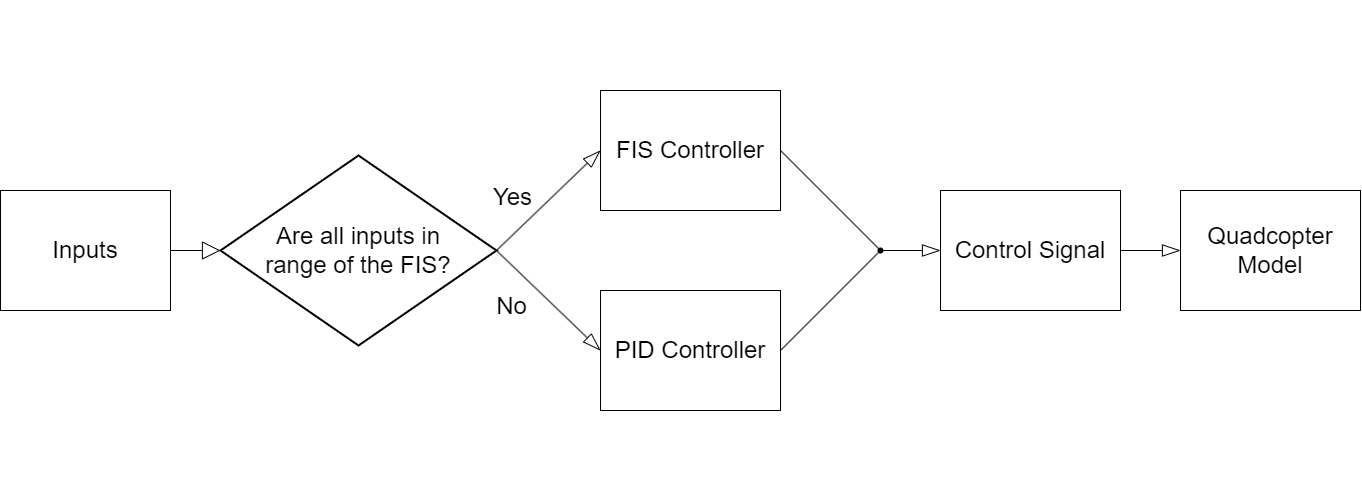 Inputs
Are all inputs in
range of the FIS?
Yes
No
FIS Controller
PID Controller
Control Signal
Quadcopter
Model